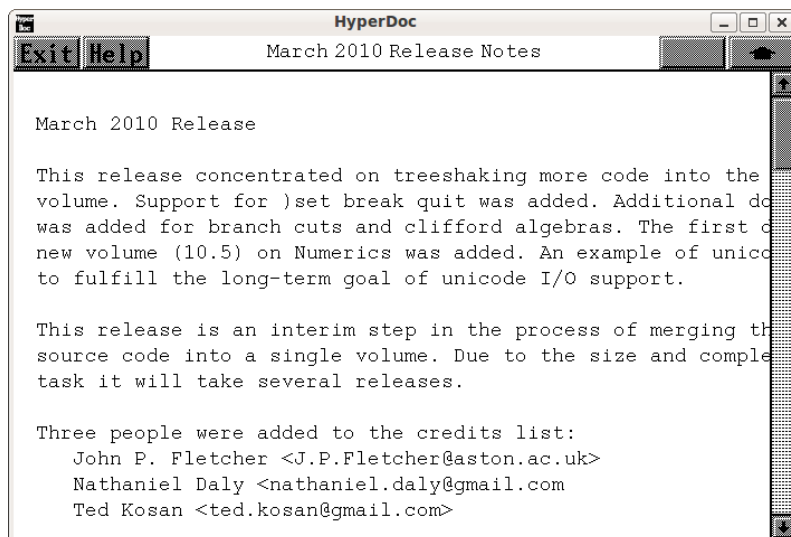 Hyper Doc
HyperDoc
Exit Help
March 2010 Release Notes
March 2010 Release
This release concentrated on treeshaking more code into the
volume. Support for )set break quit was added. Additional
was added for branch cuts and clifford algebras. The first
new volume (10.5) on Numerics was added. An example of
to fulfill the long-term goal of unicode I/O support.
This release is an interim step in the process of merging
source code into a single volume. Due to the size and
task it will take several releases.
Three people were added to the credits list:
John P. Fletcher <J.P.Fletcher@aston.ac.uk>
Nathaniel Daly <nathaniel.daly@gmail.com
Ted Kosan <ted.kosan@gmail.com>